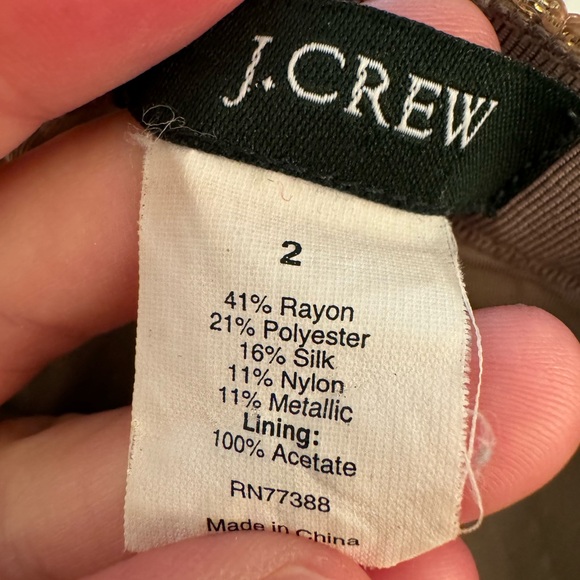 J.CREW
2
41% Rayon
21% Polyester
16% Silk
11% Nylon
11% Metallic
Lining:
100% Acetate
RN77388
Made in China